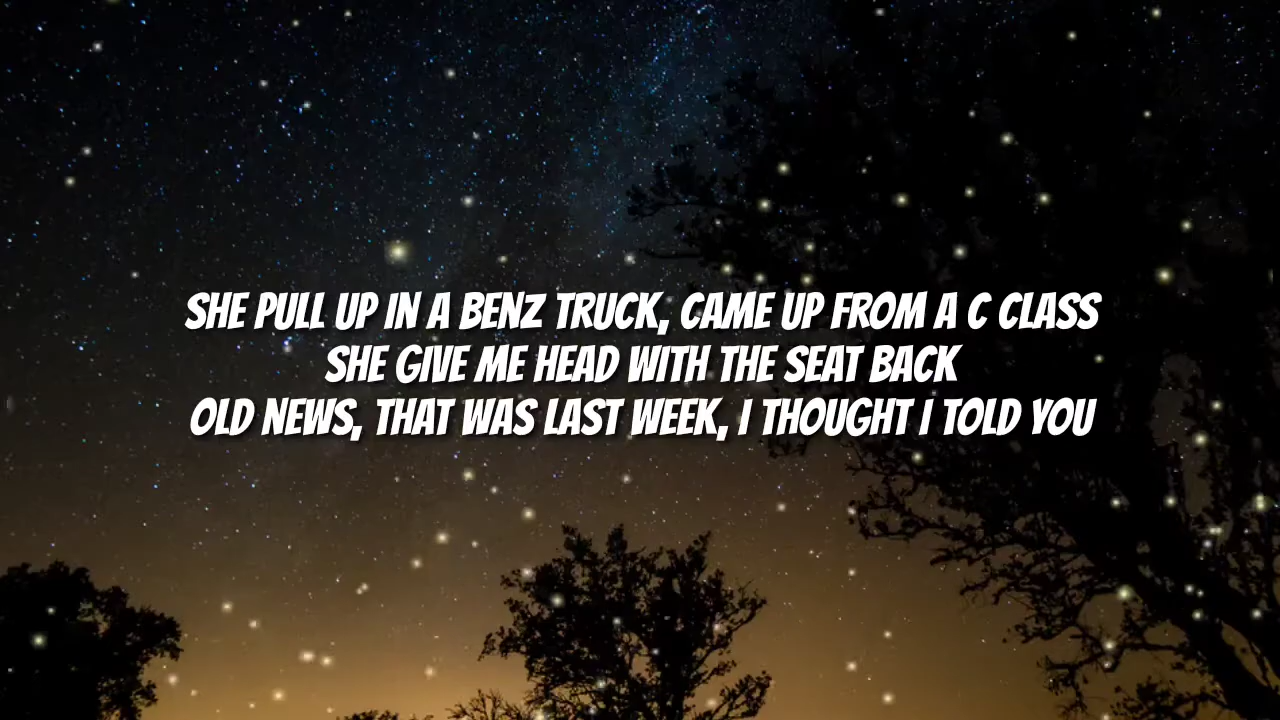 SHE PULL UP IN A BENZ TRUCK, CAME UP FROM A C CLASS
SHE GIVE ME HEAD WITH THE SEAT BACK
OLD NEWS, THAT WAS LAST WEEK, I THOUGHT I TOLD YOU